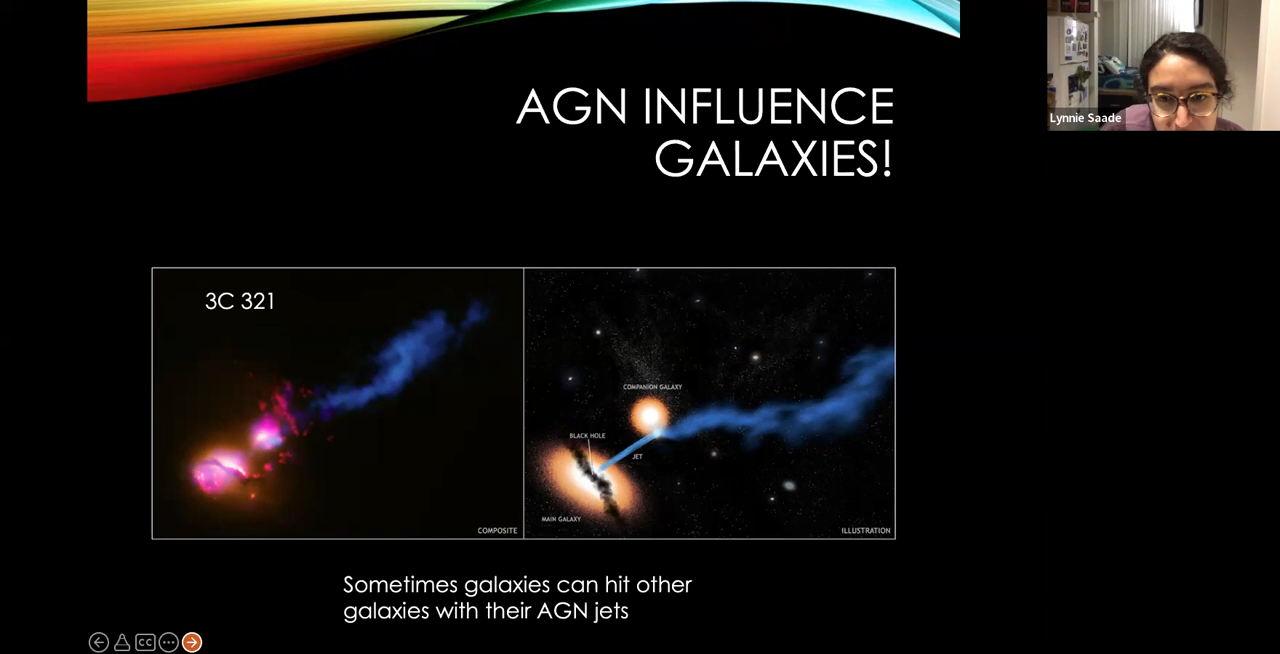 AGN INFLUENCE
GALAXIES!
Lynnie Saade
3C 321
COMPOSITE
COMPANION GALAXY
BLACK HOLE
JET
MAIN GALAXY
ILLUSTRATION
Sometimes galaxies can hit other
galaxies with their AGN jets
CC